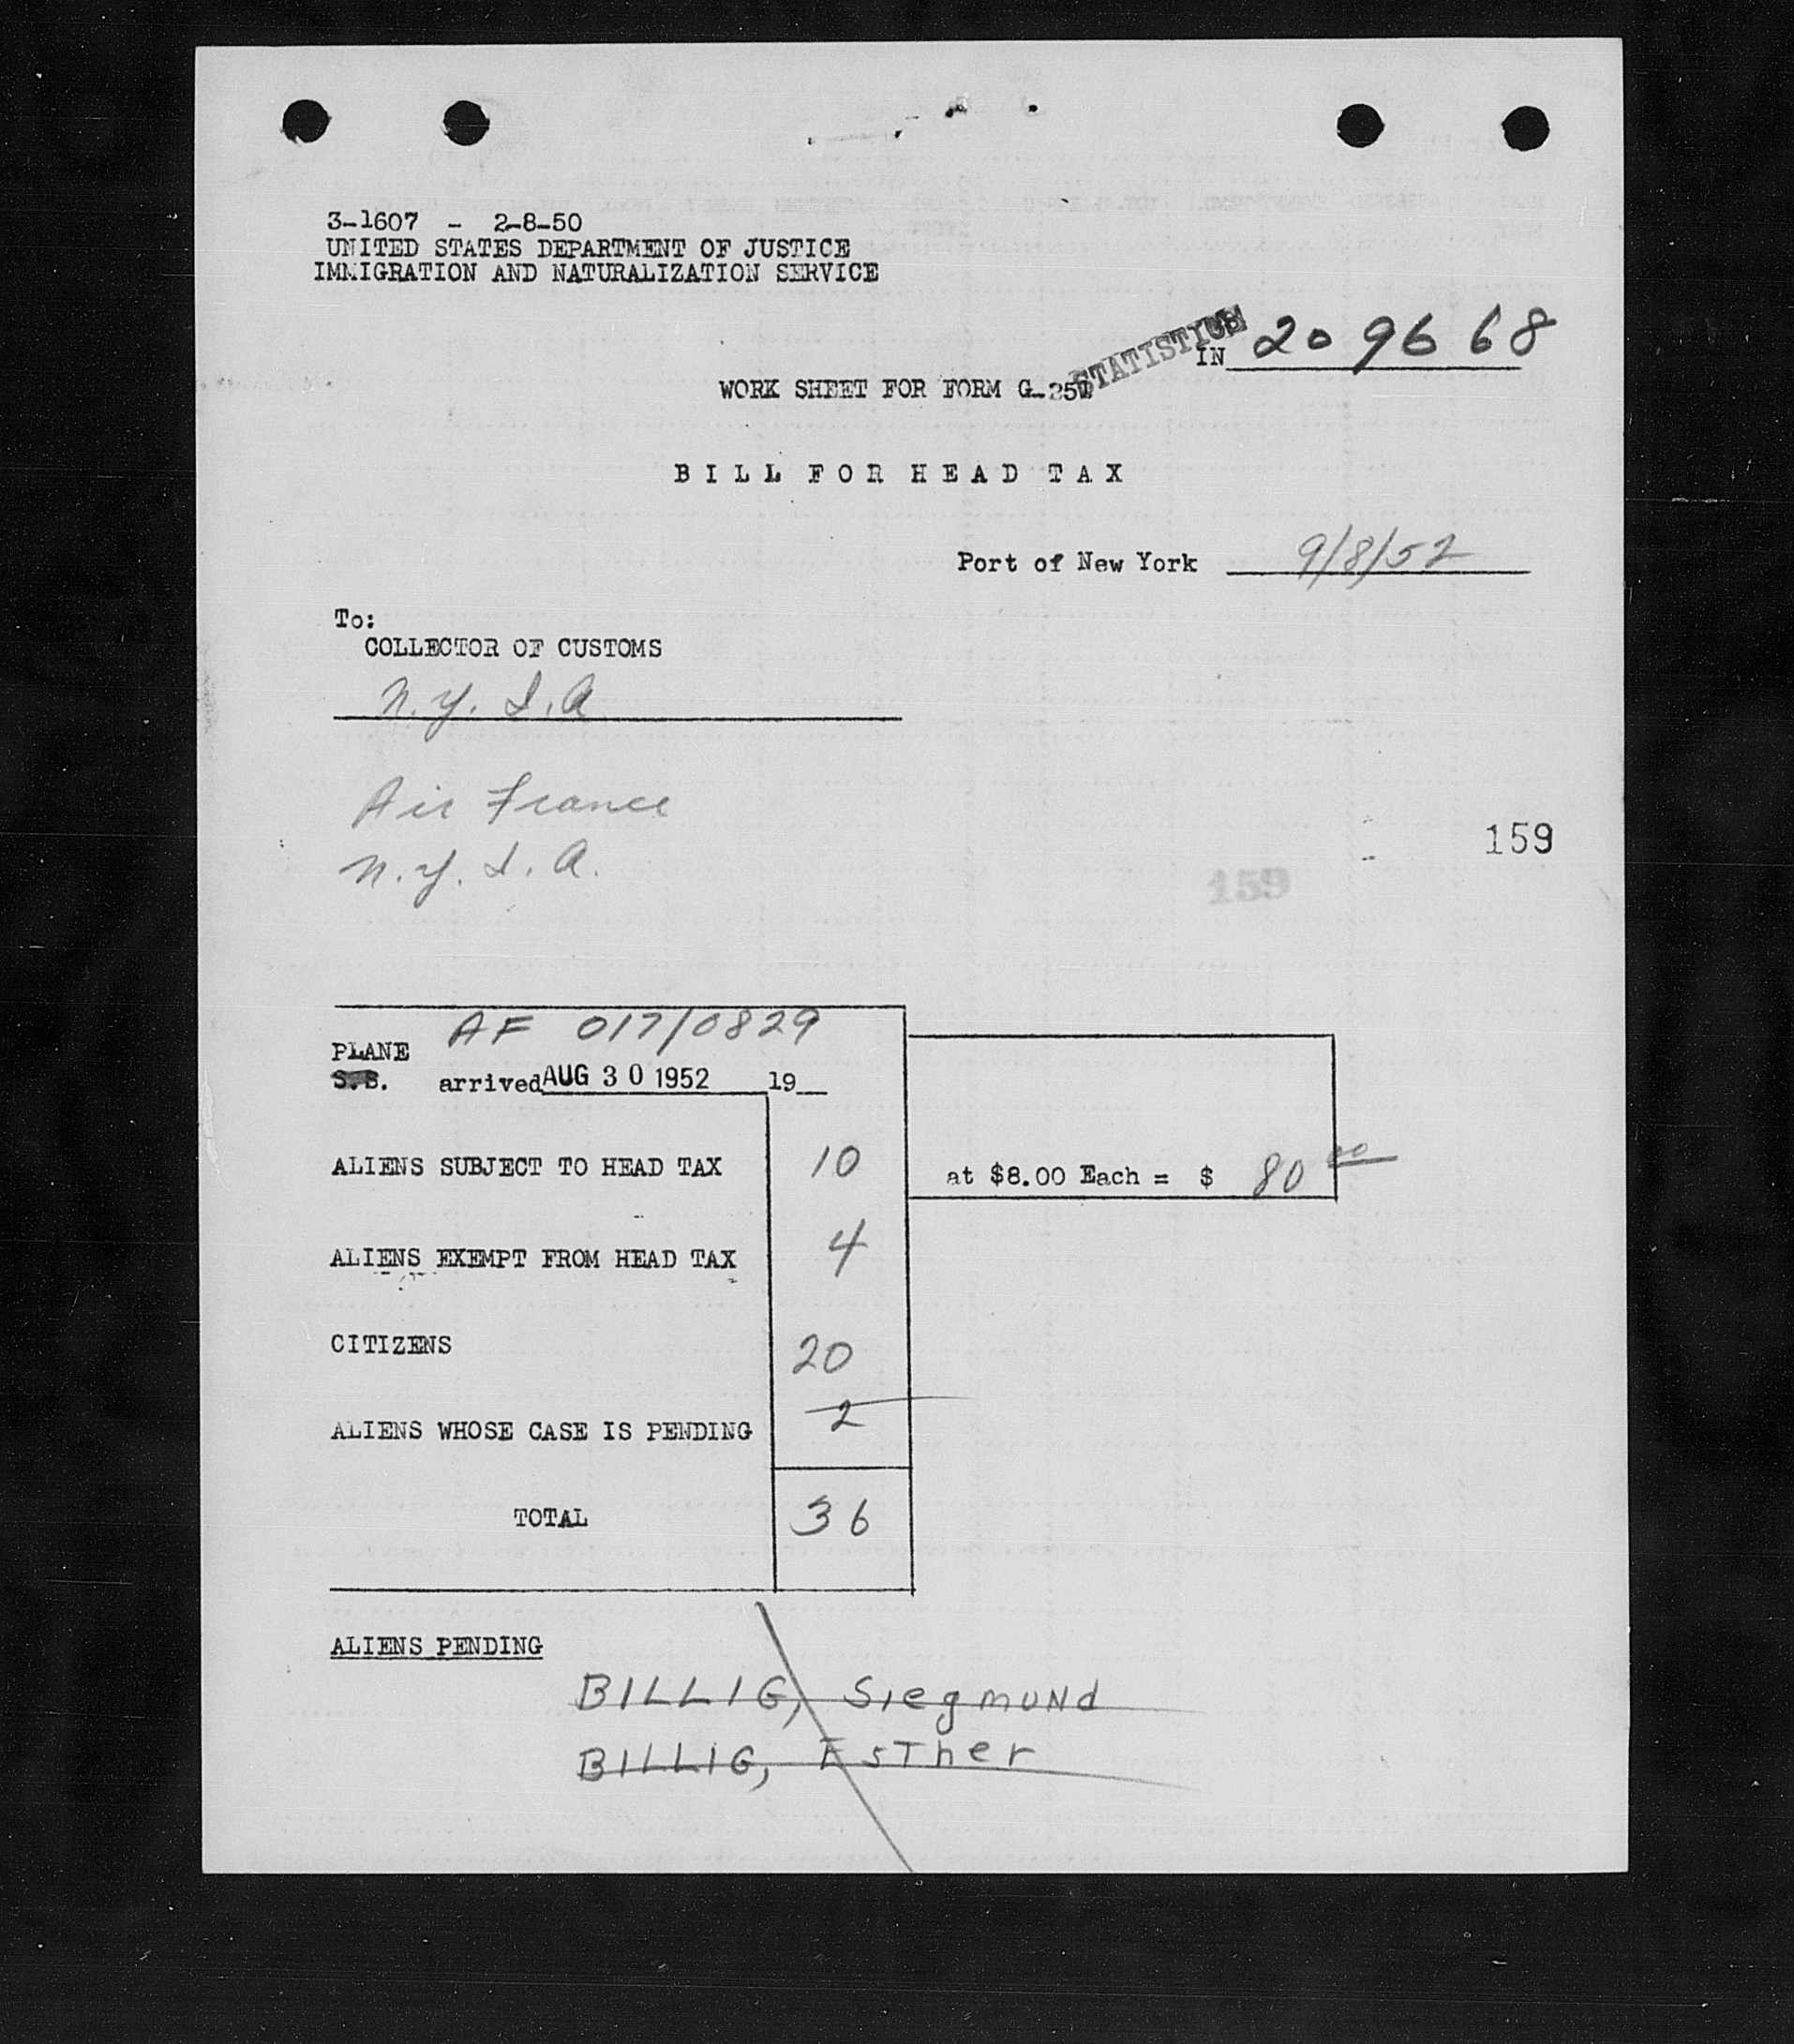 3-1607 - 2-8-50
UNITED STATES DEPARTMENT OF JUSTICE
IMMIGRATION AND NATURALIZATION SERVICE
STATISTICS
IN 209668
WORK SHEET FOR FORM G-25
BILL FOR HEAD TAX
Port of New York 9/8/52
To:
COLLECTOR OF CUSTOMS
N.Y. I.A
Air France
N.Y. I.A.
159
159
AF 017/0829
PLANE
S.S. arrived AUG 30 1952 19
ALIENS SUBJECT TO HEAD TAX 10 at $8.00 Each = $ 80 00
ALIENS EXEMPT FROM HEAD TAX 4
CITIZENS 20
ALIENS WHOSE CASE IS PENDING 2
TOTAL 36
ALIENS PENDING
BILLIG, Siegmund
BILLIG, Esther